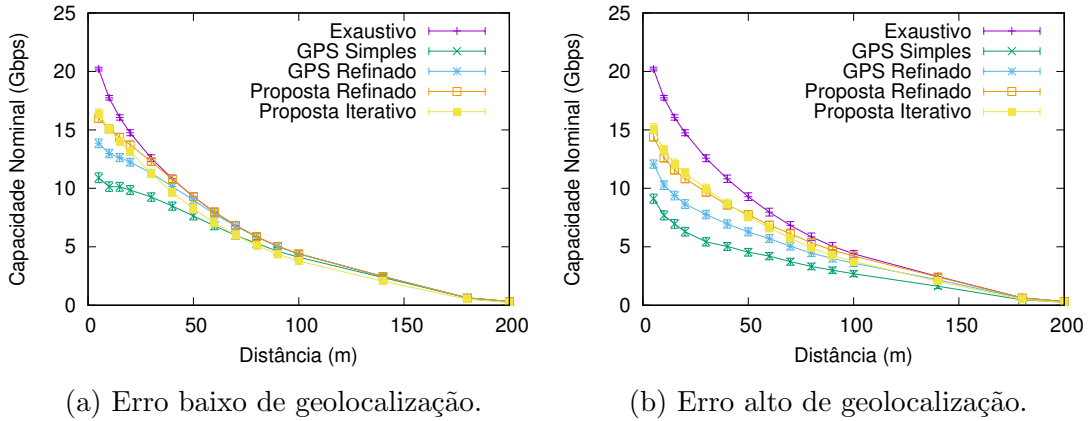 25
20
15
10
5
0
0
50
100
150
200
Capacidade Nominal (Gbps)
Distância (m)
Exaustivo
GPS Simples
GPS Refinado
Proposta Refinado
Proposta Iterativo
(a) Erro baixo de geolocalização.
25
20
15
10
5
0
0
50
100
150
200
Capacidade Nominal (Gbps)
Distância (m)
Exaustivo
GPS Simples
GPS Refinado
Proposta Refinado
Proposta Iterativo
(b) Erro alto de geolocalização.